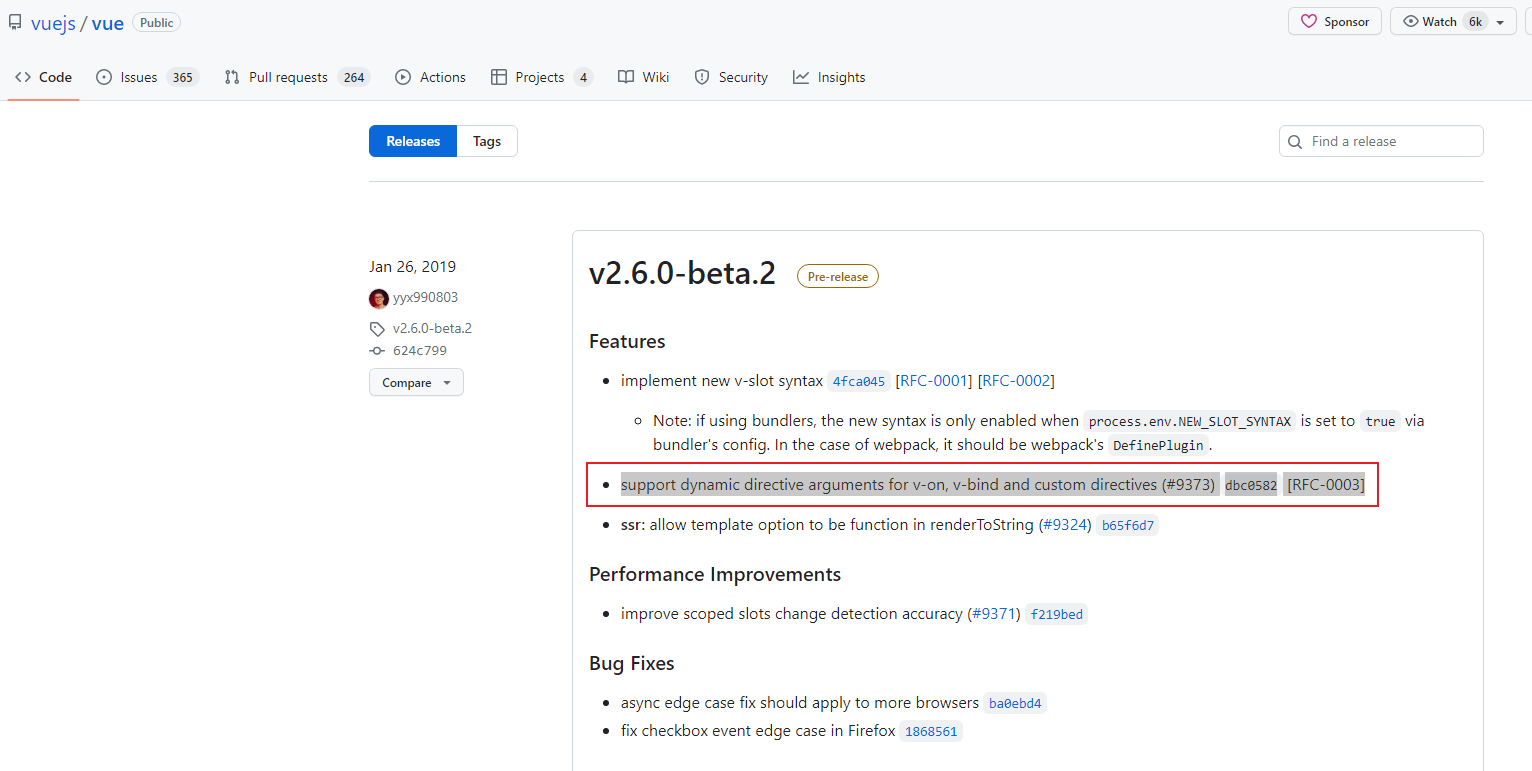 vuejs / vue Public
Sponsor
Watch 6k
Code
Issues 365
Pull requests 264
Actions
Projects 4
Wiki
Security
Insights
Releases
Tags
Find a release
Jan 26, 2019
yyx990803
v2.6.0-beta.2
624c799
Compare
v2.6.0-beta.2 Pre-release
Features
implement new v-slot syntax 4fca045 [RFC-0001] [RFC-0002]
Note: if using bundlers, the new syntax is only enabled when process.env.NEW_SLOT_SYNTAX is set to true via
bundler's config. In the case of webpack, it should be webpack's DefinePlugin.
support dynamic directive arguments for v-on, v-bind and custom directives (#9373) dbc0582 [RFC-0003]
ssr: allow template option to be function in renderToString (#9324) b65f6d7
Performance Improvements
improve scoped slots change detection accuracy (#9371) f219bed
Bug Fixes
async edge case fix should apply to more browsers ba0ebd4
fix checkbox event edge case in Firefox 1868561